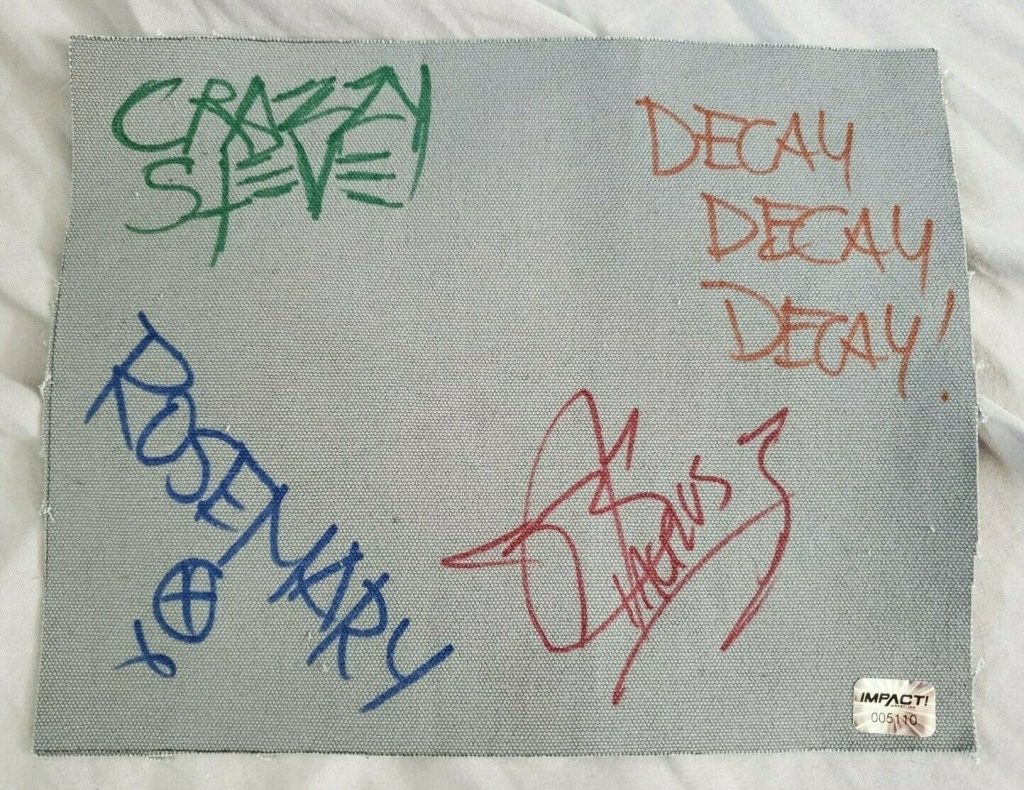 CRAZZY
STEVE
DECAY
DECAY
DECAY!
ROSEMARY
IMPACT!
005110